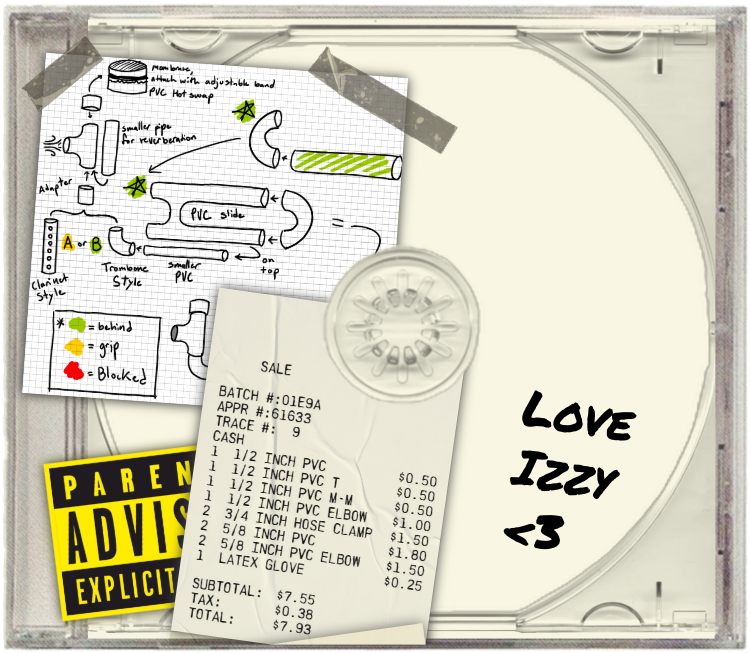 membrane,
attach with adjustable band
PVC Hot swap
smaller pipe
for reverberation
Adapter
PVC slide
=
A or B
on
top
Clarinet
Style
Trombone
Style
smaller
PVC
* = behind
= grip
= Blocked
SALE
BATCH #:01E9A
APPR #:61633
TRACE #: 9
CASH
1 1/2 INCH PVC $0.50
1 1/2 INCH PVC T $0.50
1 1/2 INCH PVC M-M $0.50
1 1/2 INCH PVC ELBOW $1.00
2 3/4 INCH HOSE CLAMP $1.50
2 5/8 INCH PVC $1.80
2 5/8 INCH PVC ELBOW $1.50
1 LATEX GLOVE $0.25
SUBTOTAL: $7.55
TAX: $0.38
TOTAL: $7.93
PAREN
ADVIS
EXPLICIT
LOVE
IZZY
<3